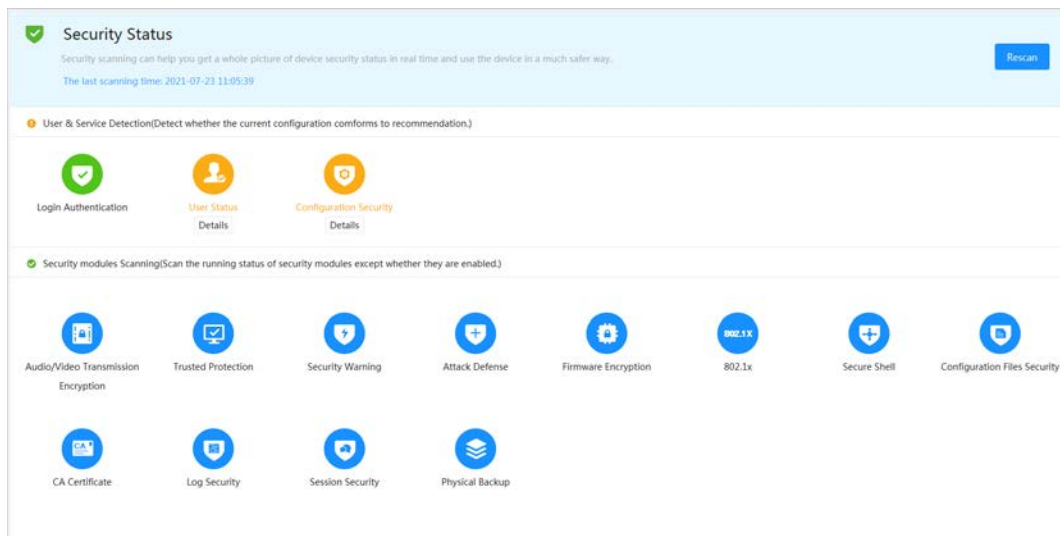 Security Status
Security scanning can help you get a whole picture of device security status in real time and use the device in a much safer way.
Rescan
The last scanning time: 2021-07-23 11:05:39
User & Service Detection(Detect whether the current configuration comforms to recommendation.)
Login Authentication
User Status
Details
Configuration Security
Details
Security modules Scanning(Scan the running status of security modules except whether they are enabled.)
Audio/Video Transmission
Encryption
Trusted Protection
Security Warning
Attack Defense
Firmware Encryption
802.1X
802.1x
Secure Shell
Configuration Files Security
CA
CA Certificate
Log Security
Session Security
Physical Backup